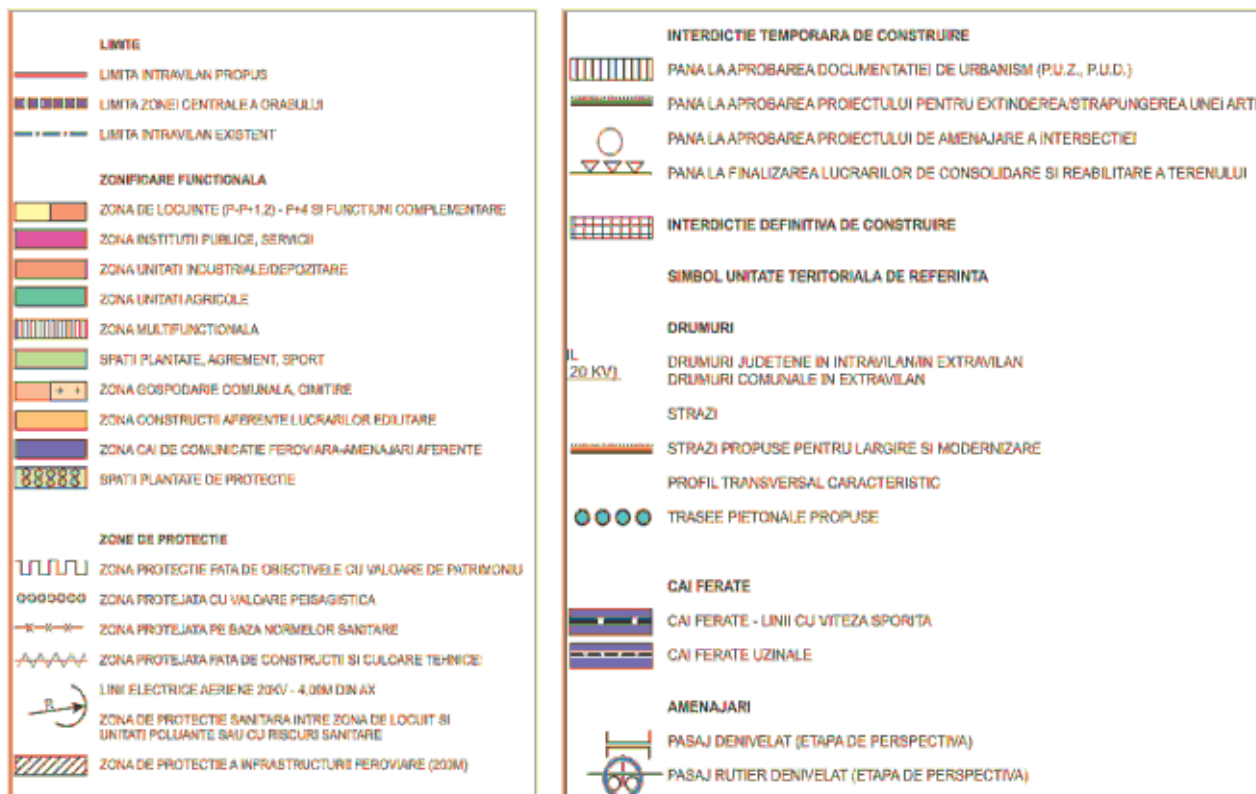 LIMITE
LIMITA INTRAVILAN PROPUS
LIMITA ZONEI CENTRALE A ORASULUI
LIMITA INTRAVILAN EXISTENT
ZONIFICARE FUNCTIONALA
ZONA DE LOCUINTE (P-P+1,2) - P+4 SI FUNCTIUNI COMPLEMENTARE
ZONA INSTITUTII PUBLICE, SERVICII
ZONA UNITATI INDUSTRIALE/DEPOZITARE
ZONA UNITATI AGRICOLE
ZONA MULTIFUNCTIONALA
SPATII PLANTATE, AGREMENT, SPORT
ZONA GOSPODARIE COMUNALA, CIMITIRE
ZONA CONSTRUCTII AFERENTE LUCRARILOR EDILITARE
ZONA CAI DE COMUNICATIE FEROVIARA-AMENAJARI AFERENTE
SPATII PLANTATE DE PROTECTIE
ZONE DE PROTECTIE
ZONA PROTECTIE FATA DE OBIECTIVELE CU VALOARE DE PATRIMONIU
ZONA PROTEJATA CU VALOARE PEISAGISTICA
ZONA PROTEJATA PE BAZA NORMELOR SANITARE
ZONA PROTEJATA FATA DE CONSTRUCTII SI CULOARE TEHNICE:
LINII ELECTRICE AERIENE 20KV - 4,00M DIN AX
R
ZONA DE PROTECTIE SANITARA INTRE ZONA DE LOCUIT SI
UNITATI POLUANTE SAU CU RISCURI SANITARE
ZONA DE PROTECTIE A INFRASTRUCTURII FEROVIARE (200M)
INTERDICTIE TEMPORARA DE CONSTRUIRE
PANA LA APROBAREA DOCUMENTATIEI DE URBANISM (P.U.Z., P.U.D.)
PANA LA APROBAREA PROIECTULUI PENTRU EXTINDEREA/STRAPUNGEREA UNEI ARTE
PANA LA APROBAREA PROIECTULUI DE AMENAJARE A INTERSECTIEI
PANA LA FINALIZAREA LUCRARILOR DE CONSOLIDARE SI REABILITARE A TERENULUI
INTERDICTIE DEFINITIVA DE CONSTRUIRE
SIMBOL UNITATE TERITORIALA DE REFERINTA
DRUMURI
IL
20 KV)
DRUMURI JUDETENE IN INTRAVILAN/IN EXTRAVILAN
DRUMURI COMUNALE IN EXTRAVILAN
STRAZI
STRAZI PROPUSE PENTRU LARGIRE SI MODERNIZARE
PROFIL TRANSVERSAL CARACTERISTIC
TRASEE PIETONALE PROPUSE
CAI FERATE
CAI FERATE - LINII CU VITEZA SPORITA
CAI FERATE UZINALE
AMENAJARI
PASAJ DENIVELAT (ETAPA DE PERSPECTIVA)
PASAJ RUTIER DENIVELAT (ETAPA DE PERSPECTIVA)